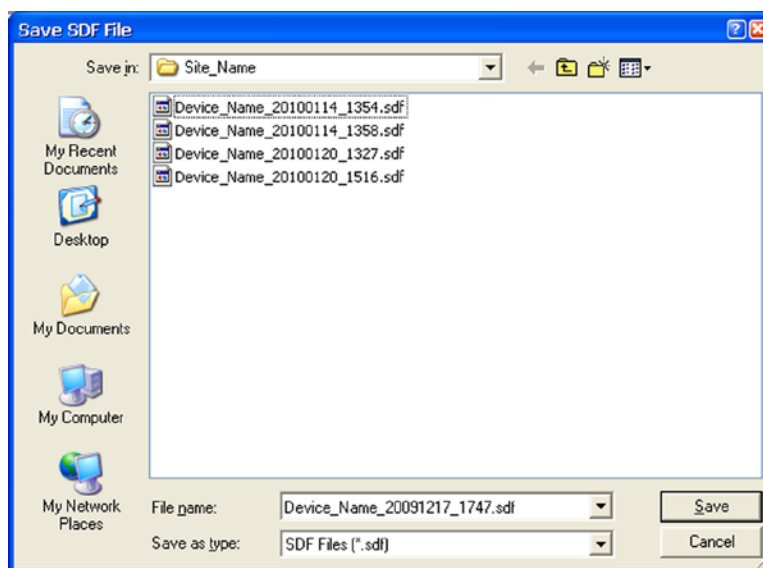 Save SDF File
Save in: Site_Name
Device_Name_20100114_1354.sdf
Device_Name_20100114_1358.sdf
Device_Name_20100120_1327.sdf
Device_Name_20100120_1516.sdf
My Recent
Documents
Desktop
My Documents
My Computer
My Network
Places
File name: Device_Name_20091217_1747.sdf Save
Save as type: SDF Files (*.sdf) Cancel